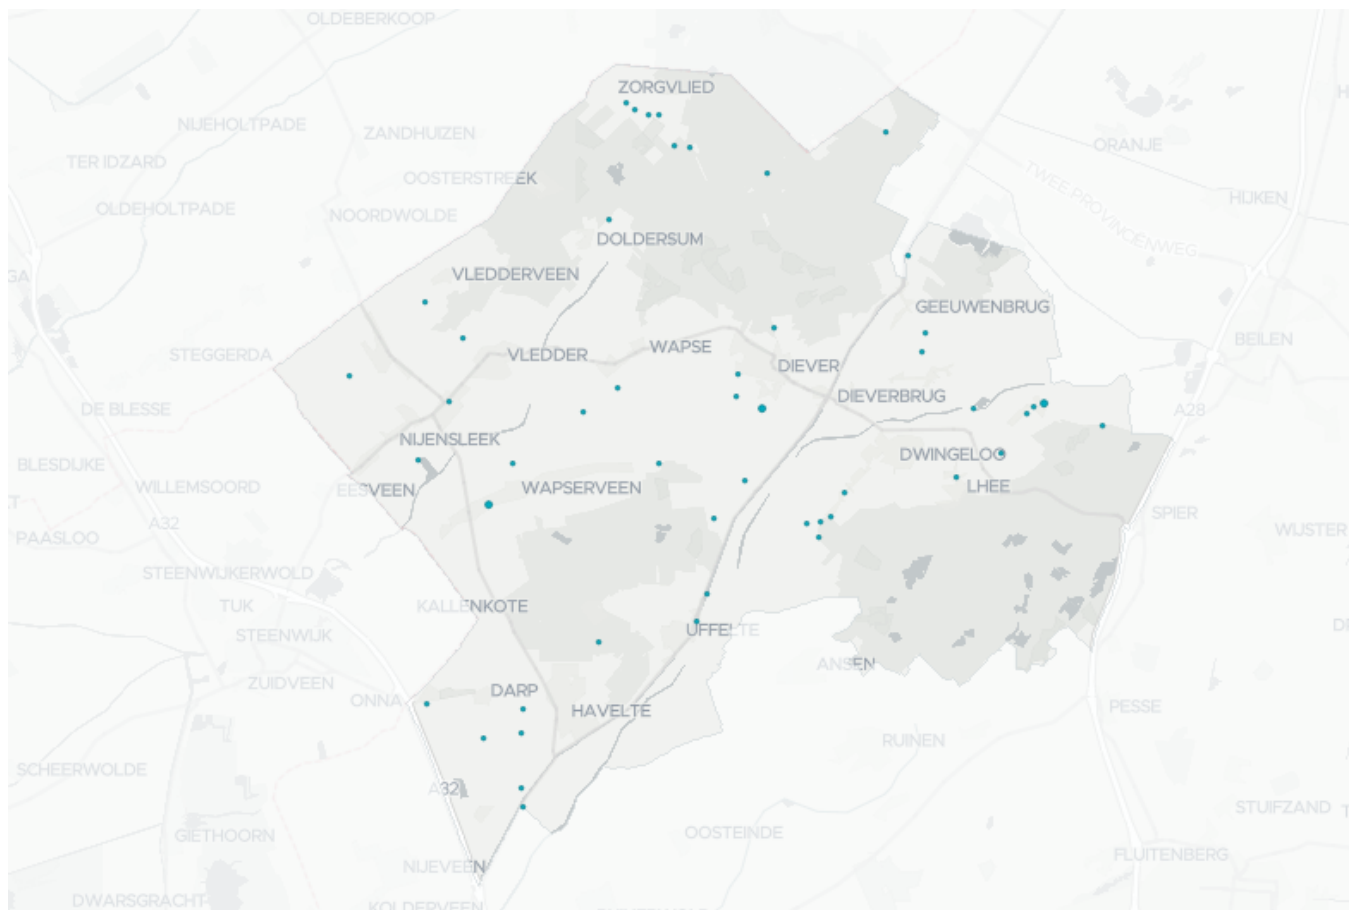 OLDEBERKOOP
ZORGVLIED
NIJEHOLTPADE
ZANDHUIZEN
ORANJE
TER IDZARD
OOSTERSTREEK
TWEE PROVINCIENWEG
HIJKEN
OLDEHOLTPADE
NOORDWOLDE
DOLDERSUM
GA
VLEDDERVEEN
GEEUWENBRUG
BEILEN
STEGGERDA
VLEDDER
WAPSE
DIEVER
DE BLESSE
DIEVERBRUG
A28
NIJENSLEEK
DWINGELOO
BLESDIJKE
WILLEMSOORD
EESVEEN
WAPSERVEEN
LHEE
SPIER
A32
PAASLOO
WIJSTER
STEENWIJKERWOLD
TUK
KALLENKOTE
STEENWIJK
UFFELTE
ANSEN
ZUIDVEEN
ONNA
DARP
HAVELTE
PESSE
RUINEN
SCHEERWOLDE
A32
STUIFZAND
GIETHOORN
OOSTEINDE
FLUITENBERG
NIJEVEEN
DWARSGRACHT
KOLDERVEEN